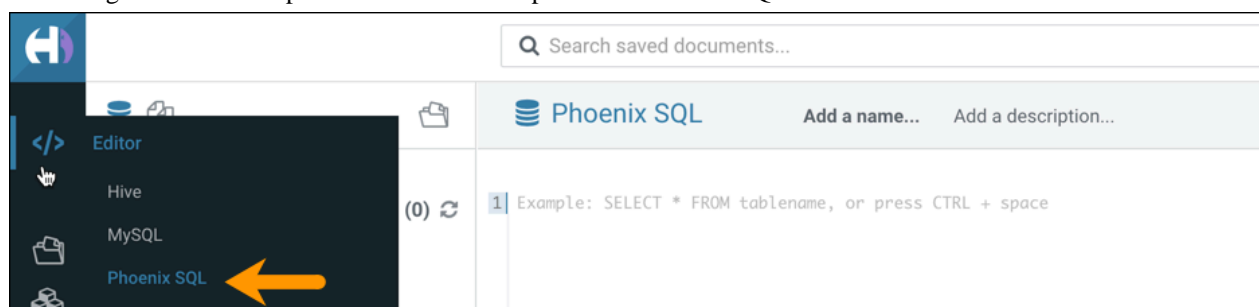 Search saved documents...
Phoenix SQL Add a name... Add a description...
</> Editor
Hive
(0)
MySQL
Phoenix SQL
1 Example: SELECT * FROM tablename, or press CTRL + space